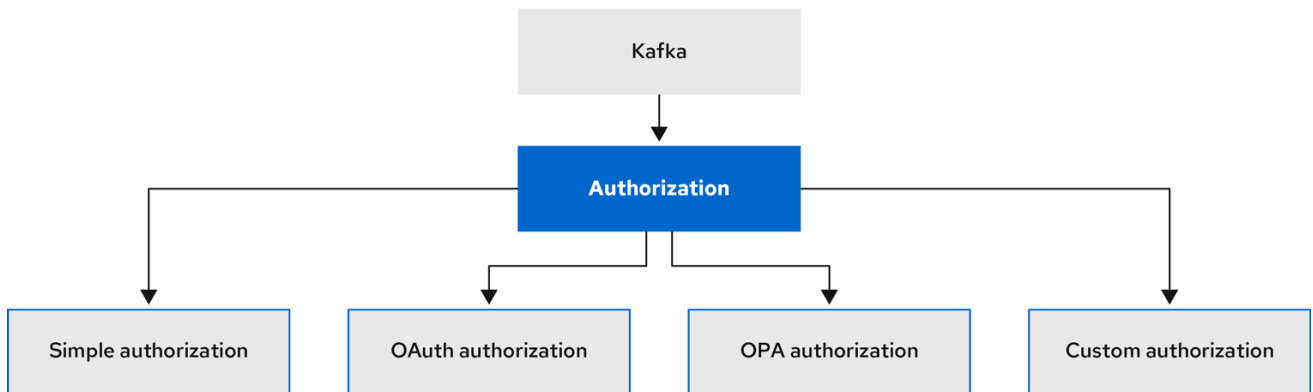 Kafka
Authorization
Simple authorization
OAuth authorization
OPA authorization
Custom authorization